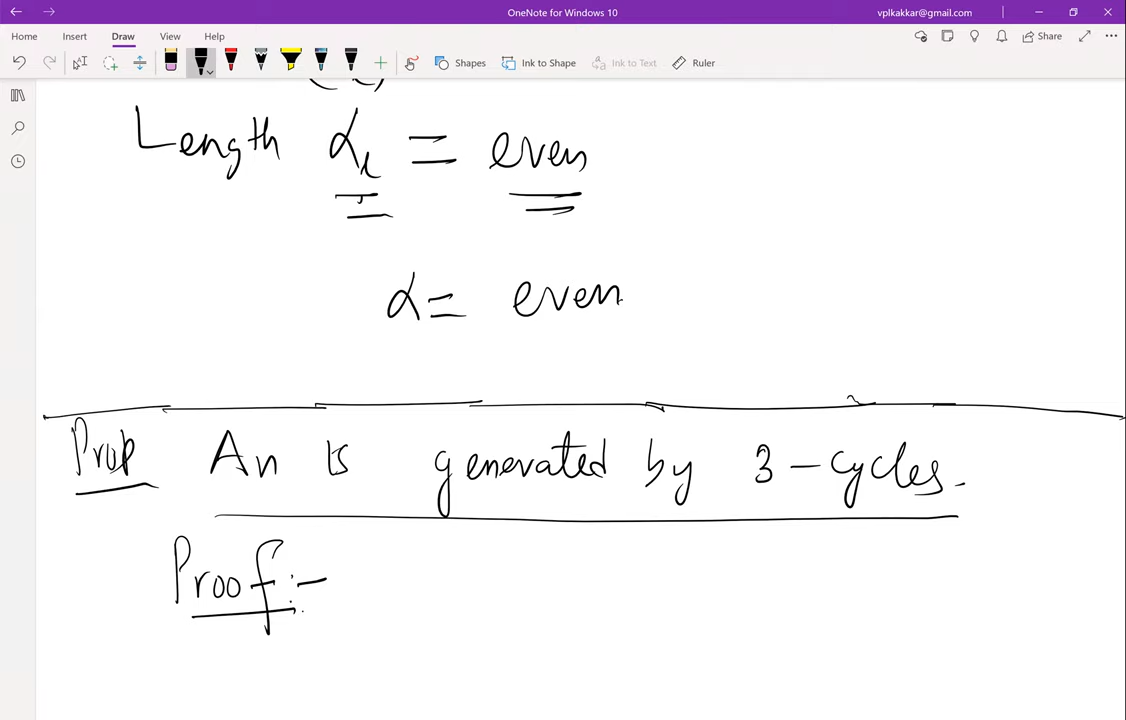 OneNote for Windows 10
vplkakkar@gmail.com
Home Insert Draw View Help
Share
Shapes Ink to Shape Ink to Text Ruler
Length αi = even
α = even
Prop An is generated by 3-cycles.
Proof:-